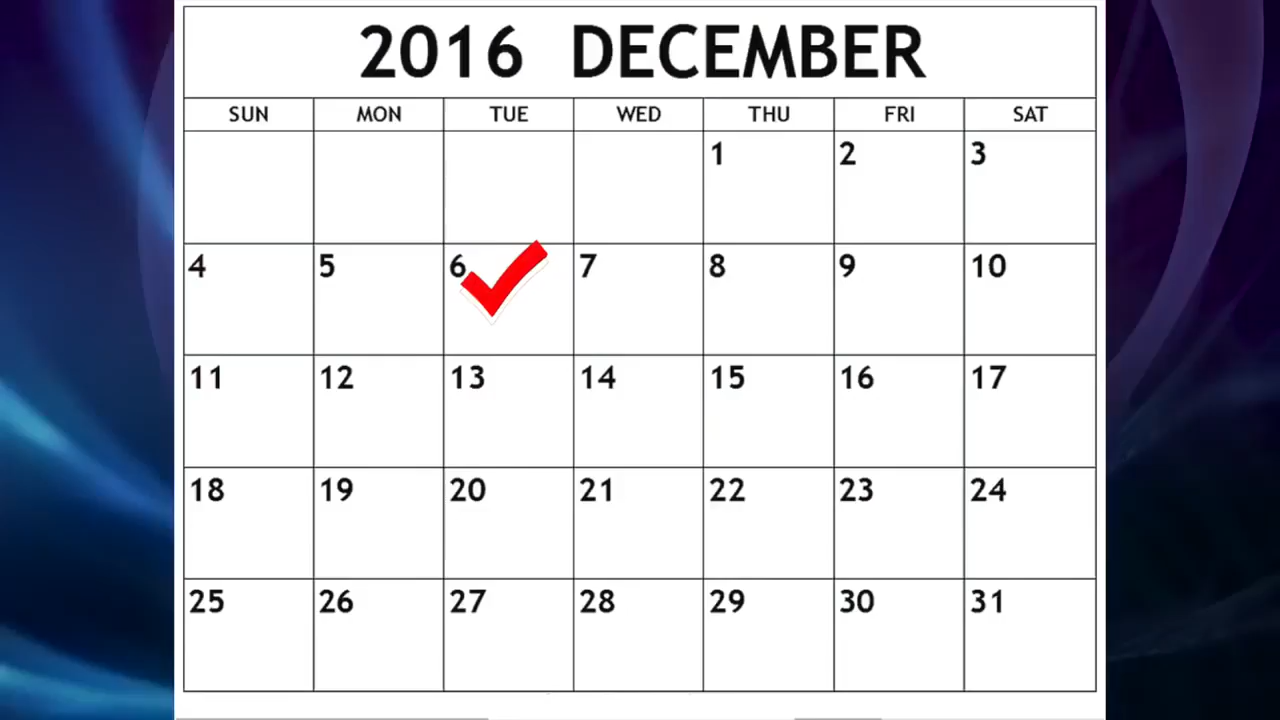 2016 DECEMBER
SUN MON TUE WED THU FRI SAT
1 2 3
4 5 6 7 8 9 10
11 12 13 14 15 16 17
18 19 20 21 22 23 24
25 26 27 28 29 30 31